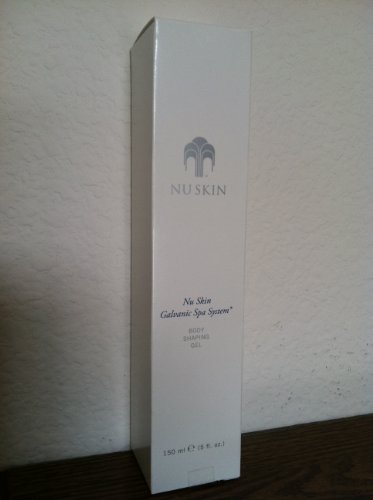 NU SKIN
Nu Skin
Galvanic Spa System®
BODY
SHAPING
GEL
150 ml ℮ (5 fl. oz.)